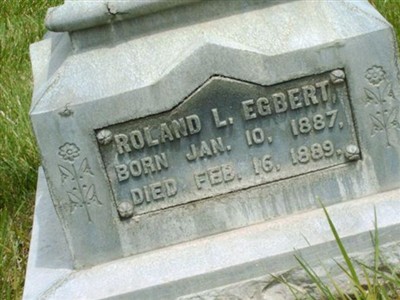 ROLAND L. EGBERT,
BORN JAN. 10, 1887.
DIED FEB. 16, 1889.